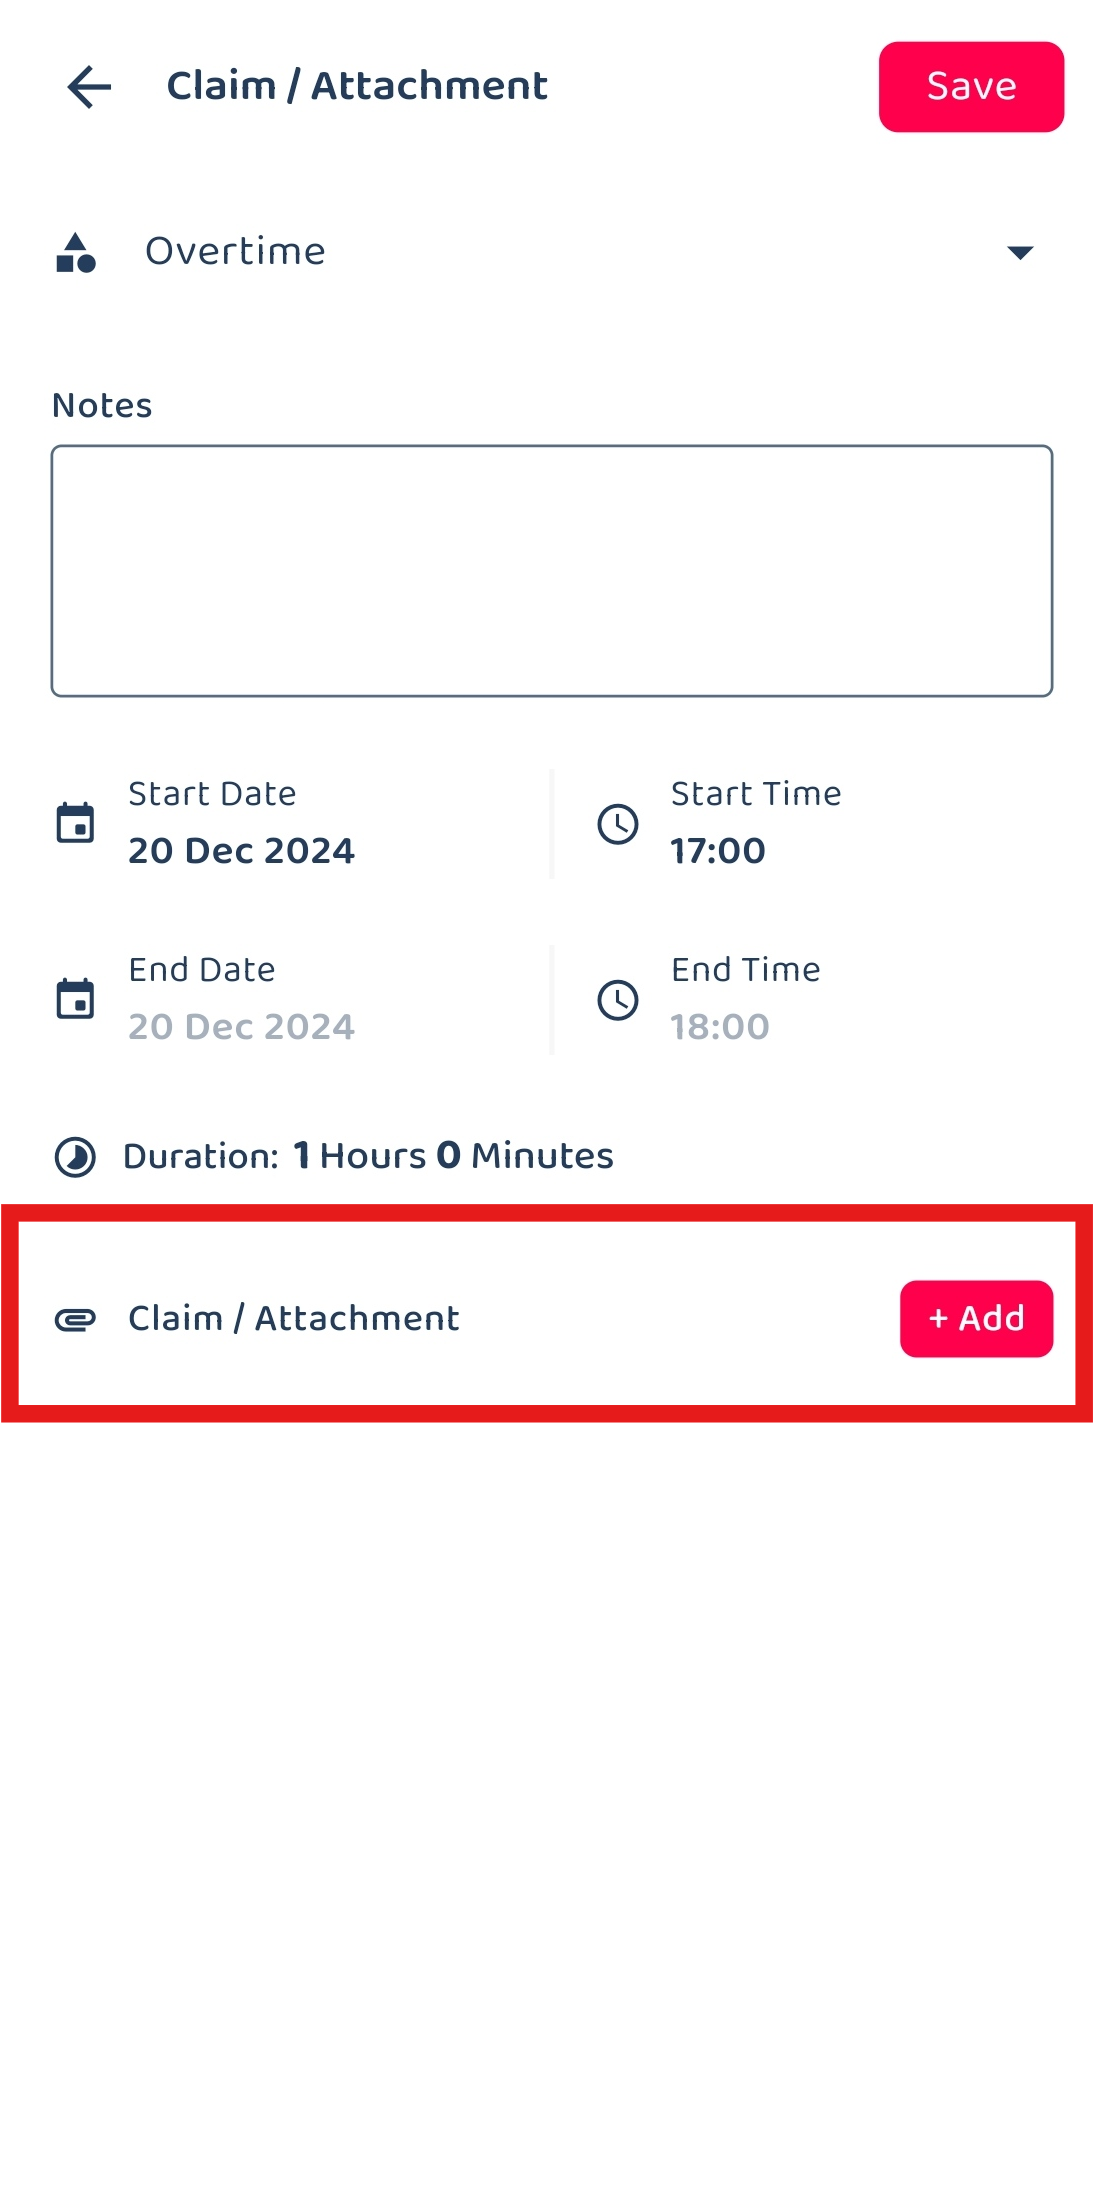 Claim / Attachment
Save
Overtime
Notes
Start Date
20 Dec 2024
Start Time
17:00
End Date
20 Dec 2024
End Time
18:00
Duration: 1 Hours 0 Minutes
Claim / Attachment
+ Add